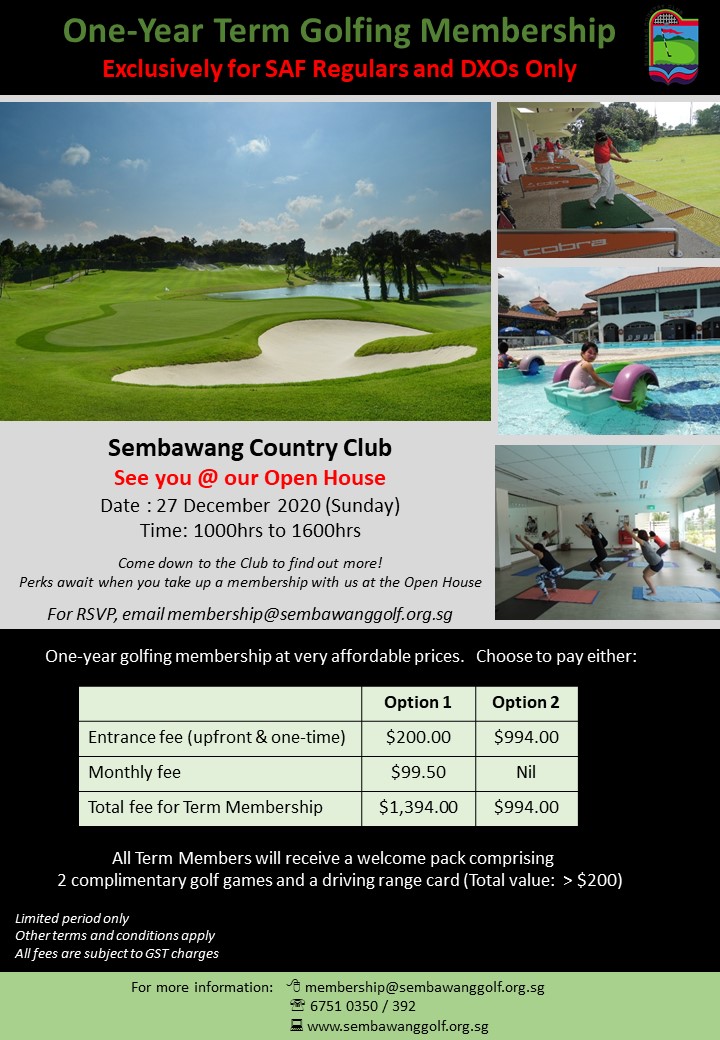 One-Year Term Golfing Membership
Exclusively for SAF Regulars and DXOs Only
cobra
cobra
Sembawang Country Club
See you @ our Open House
Date : 27 December 2020 (Sunday)
Time: 1000hrs to 1600hrs
Come down to the Club to find out more!
Perks await when you take up a membership with us at the Open House
For RSVP, email membership@sembawanggolf.org.sg
One-year golfing membership at very affordable prices. Choose to pay either:
Option 1 Option 2
Entrance fee (upfront & one-time) $200.00 $994.00
Monthly fee $99.50 Nil
Total fee for Term Membership $1,394.00 $994.00
All Term Members will receive a welcome pack comprising
2 complimentary golf games and a driving range card (Total value: > $200)
Limited period only
Other terms and conditions apply
All fees are subject to GST charges
For more information: membership@sembawanggolf.org.sg
6751 0350 / 392
www.sembawanggolf.org.sg